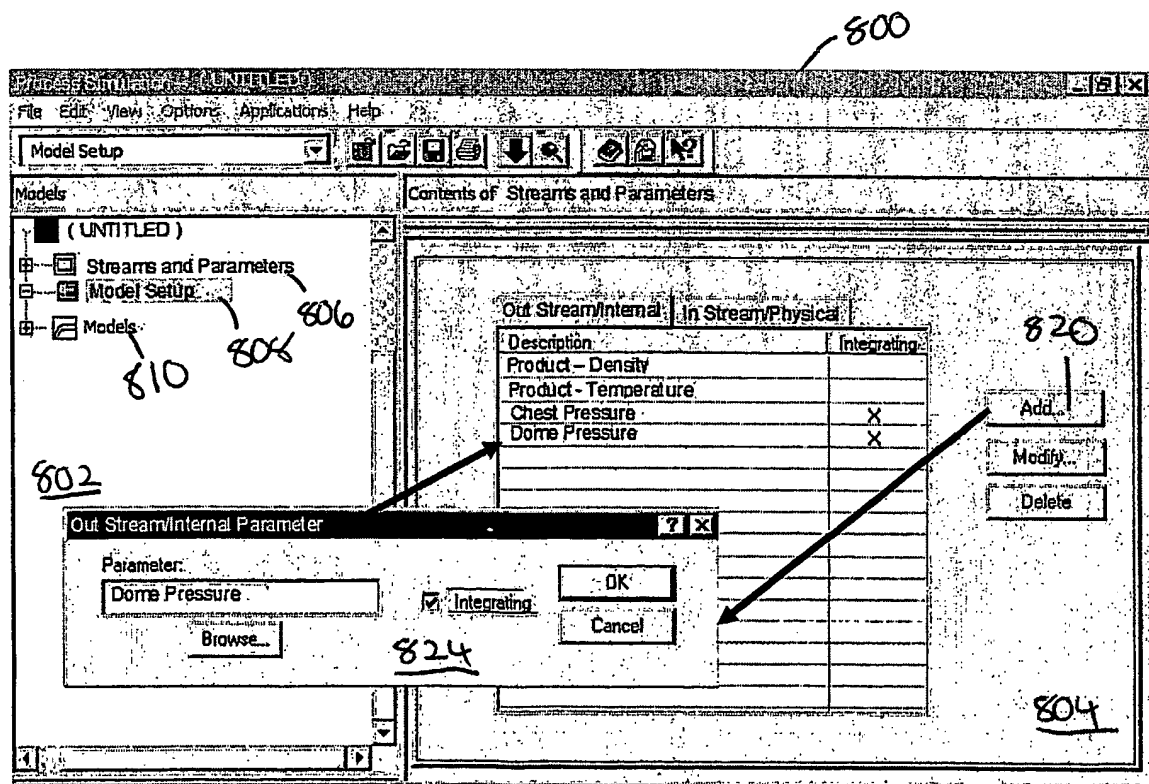 800
Process Simulation - (UNTITLED)
File Edit View Options Applications Help
Model Setup
Models
Contents of Streams and Parameters
(UNTITLED)
Streams and Parameters
Model Setup
Models
806
808
810
802
Out Stream/Internal In Stream/Physical
Description Integrating
Product - Density
Product - Temperature
Chest Pressure X
Dome Pressure X
820
Add...
Modify...
Delete
Out Stream/Internal Parameter
Parameter:
Dome Pressure
Integrating
OK
Browse...
Cancel
824
804